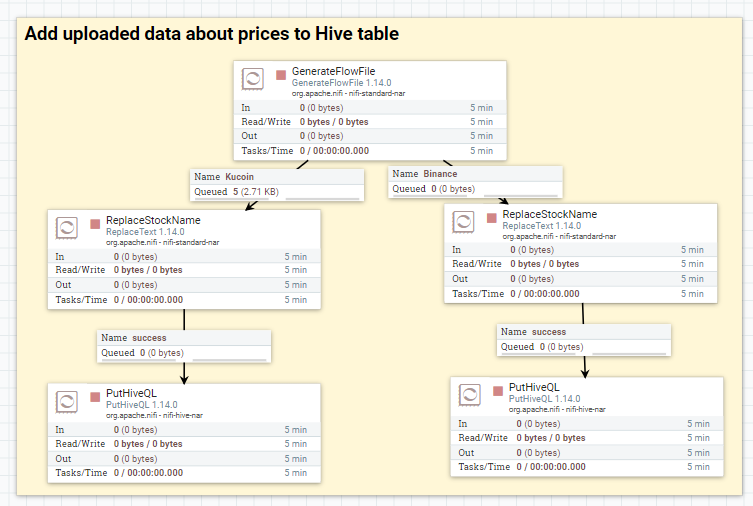 Add uploaded data about prices to Hive table
GenerateFlowFile
GenerateFlowFile 1.14.0
org.apache.nifi - nifi-standard-nar
In 0 (0 bytes) 5 min
Read/Write 0 bytes / 0 bytes 5 min
Out 0 (0 bytes) 5 min
Tasks/Time 0 / 00:00:00.000 5 min
Name Kucoin
Queued 5 (2.71 KB)
Name Binance
Queued 0 (0 bytes)
ReplaceStockName
ReplaceText 1.14.0
org.apache.nifi - nifi-standard-nar
In 0 (0 bytes) 5 min
Read/Write 0 bytes / 0 bytes 5 min
Out 0 (0 bytes) 5 min
Tasks/Time 0 / 00:00:00.000 5 min
ReplaceStockName
ReplaceText 1.14.0
org.apache.nifi - nifi-standard-nar
In 0 (0 bytes) 5 min
Read/Write 0 bytes / 0 bytes 5 min
Out 0 (0 bytes) 5 min
Tasks/Time 0 / 00:00:00.000 5 min
Name success
Queued 0 (0 bytes)
Name success
Queued 0 (0 bytes)
PutHiveQL
PutHiveQL 1.14.0
org.apache.nifi - nifi-hive-nar
In 0 (0 bytes) 5 min
Read/Write 0 bytes / 0 bytes 5 min
Out 0 (0 bytes) 5 min
Tasks/Time 0 / 00:00:00.000 5 min
PutHiveQL
PutHiveQL 1.14.0
org.apache.nifi - nifi-hive-nar
In 0 (0 bytes) 5 min
Read/Write 0 bytes / 0 bytes 5 min
Out 0 (0 bytes) 5 min
Tasks/Time 0 / 00:00:00.000 5 min